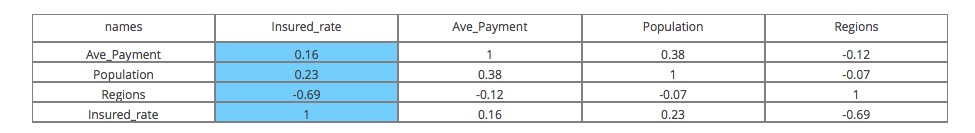 names Insured_rate Ave_Payment Population Regions
Ave_Payment 0.16 1 0.38 -0.12
Population 0.23 0.38 1 -0.07
Regions -0.69 -0.12 -0.07 1
Insured_rate 1 0.16 0.23 -0.69